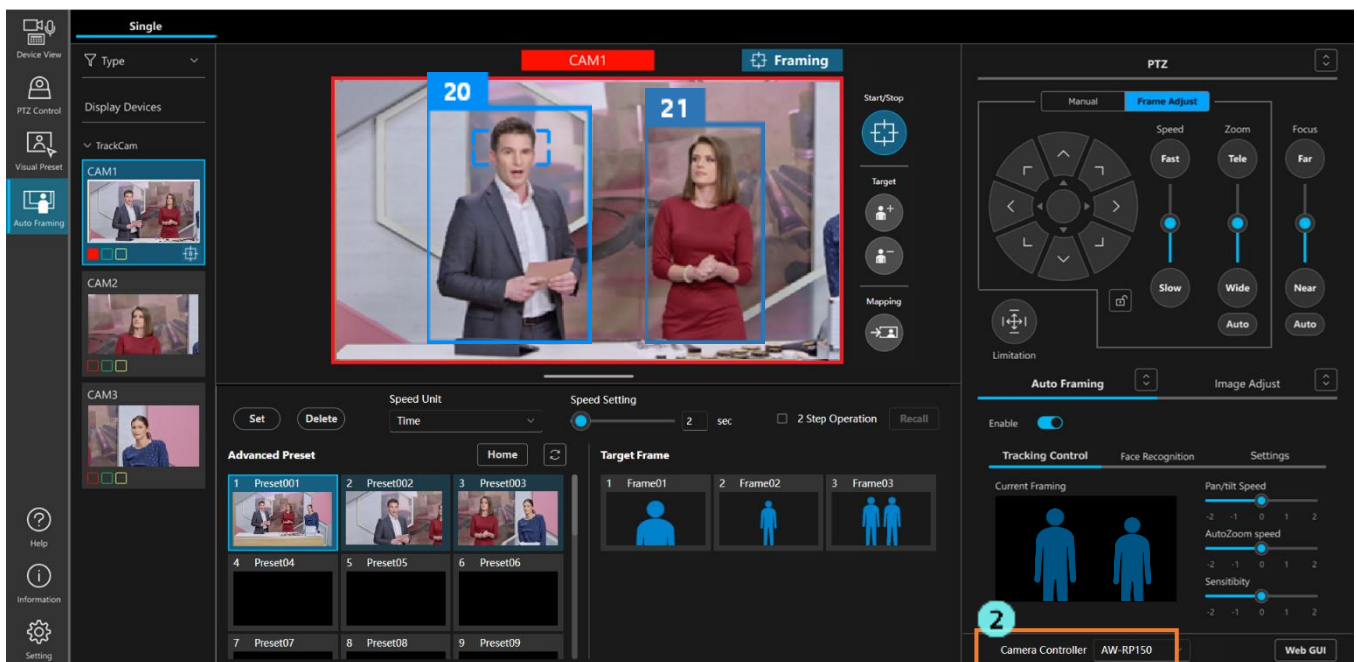 Device View
PTZ Control
Visual Preset
Auto Framing
Help
Information
Setting
Single
Type
Display Devices
TrackCam
CAM1
CAM2
CAM3
CAM1
Framing
20
21
Start/Stop
Target
Mapping
Set
Delete
Speed Unit
Time
Speed Setting
2 sec
2 Step Operation
Recall
Advanced Preset
Home
1 Preset001
2 Preset002
3 Preset003
4 Preset04
5 Preset05
6 Preset06
7 Preset07
8 Preset08
9 Preset09
Target Frame
1 Frame01
2 Frame02
3 Frame03
PTZ
Manual
Frame Adjust
Speed
Zoom
Focus
Fast
Tele
Far
Slow
Wide
Near
Auto
Auto
Limitation
Auto Framing
Image Adjust
Enable
Tracking Control
Face Recognition
Settings
Current Framing
Pan/tilt Speed
-2 -1 0 1 2
AutoZoom speed
-2 -1 0 1 2
Sensitibity
-2 -1 0 1 2
2
Camera Controller
AW-RP150
Web GUI